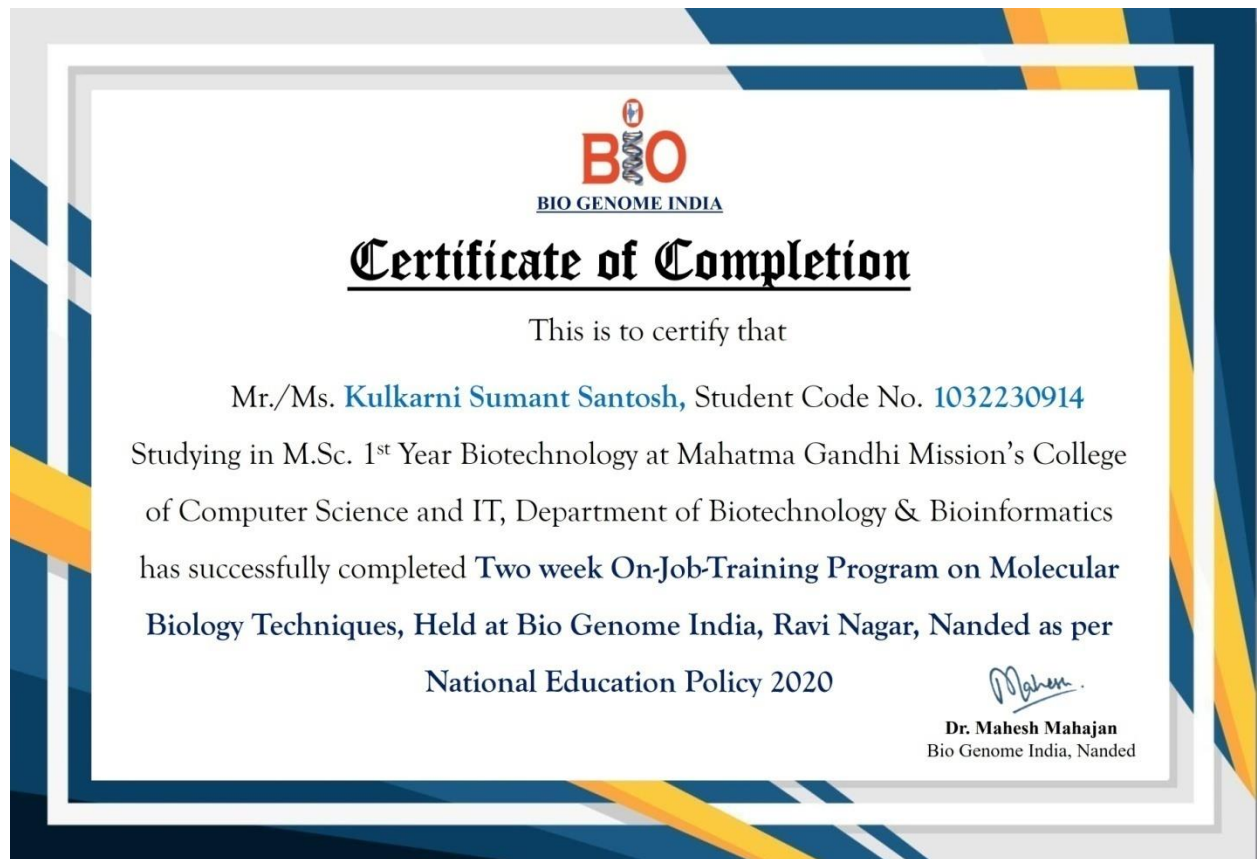 BiO
BIO GENOME INDIA
Certificate of Completion
This is to certify that
Mr./Ms. Kulkarni Sumant Santosh, Student Code No. 1032230914
Studying in M.Sc. 1st Year Biotechnology at Mahatma Gandhi Mission’s College
of Computer Science and IT, Department of Biotechnology & Bioinformatics
has successfully completed Two week On-Job-Training Program on Molecular
Biology Techniques, Held at Bio Genome India, Ravi Nagar, Nanded as per
National Education Policy 2020
Mahesh.
Dr. Mahesh Mahajan
Bio Genome India, Nanded